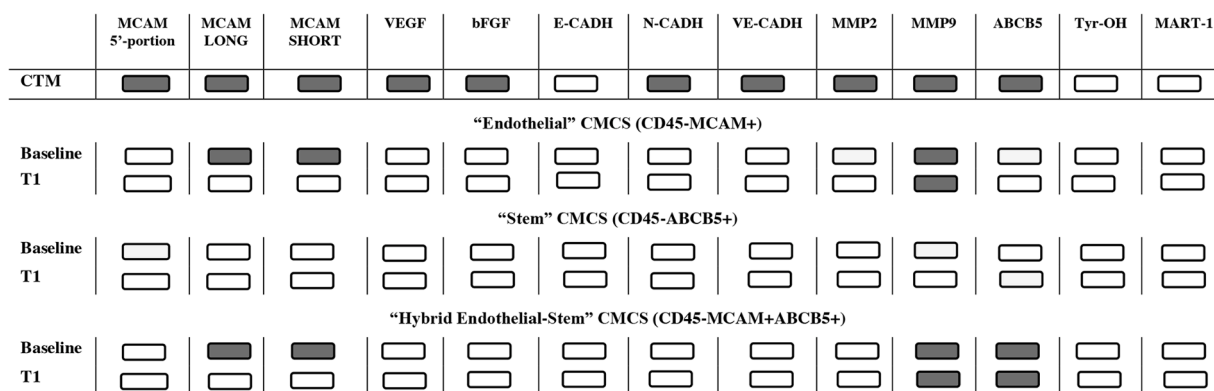 MCAM 5'-portion MCAM LONG MCAM SHORT VEGF bFGF E-CADH N-CADH VE-CADH MMP2 MMP9 ABCB5 Tyr-OH MART-1
CTM
“Endothelial” CMCS (CD45-MCAM+)
Baseline
T1
“Stem” CMCS (CD45-ABCB5+)
Baseline
T1
“Hybrid Endothelial-Stem” CMCS (CD45-MCAM+ABCB5+)
Baseline
T1